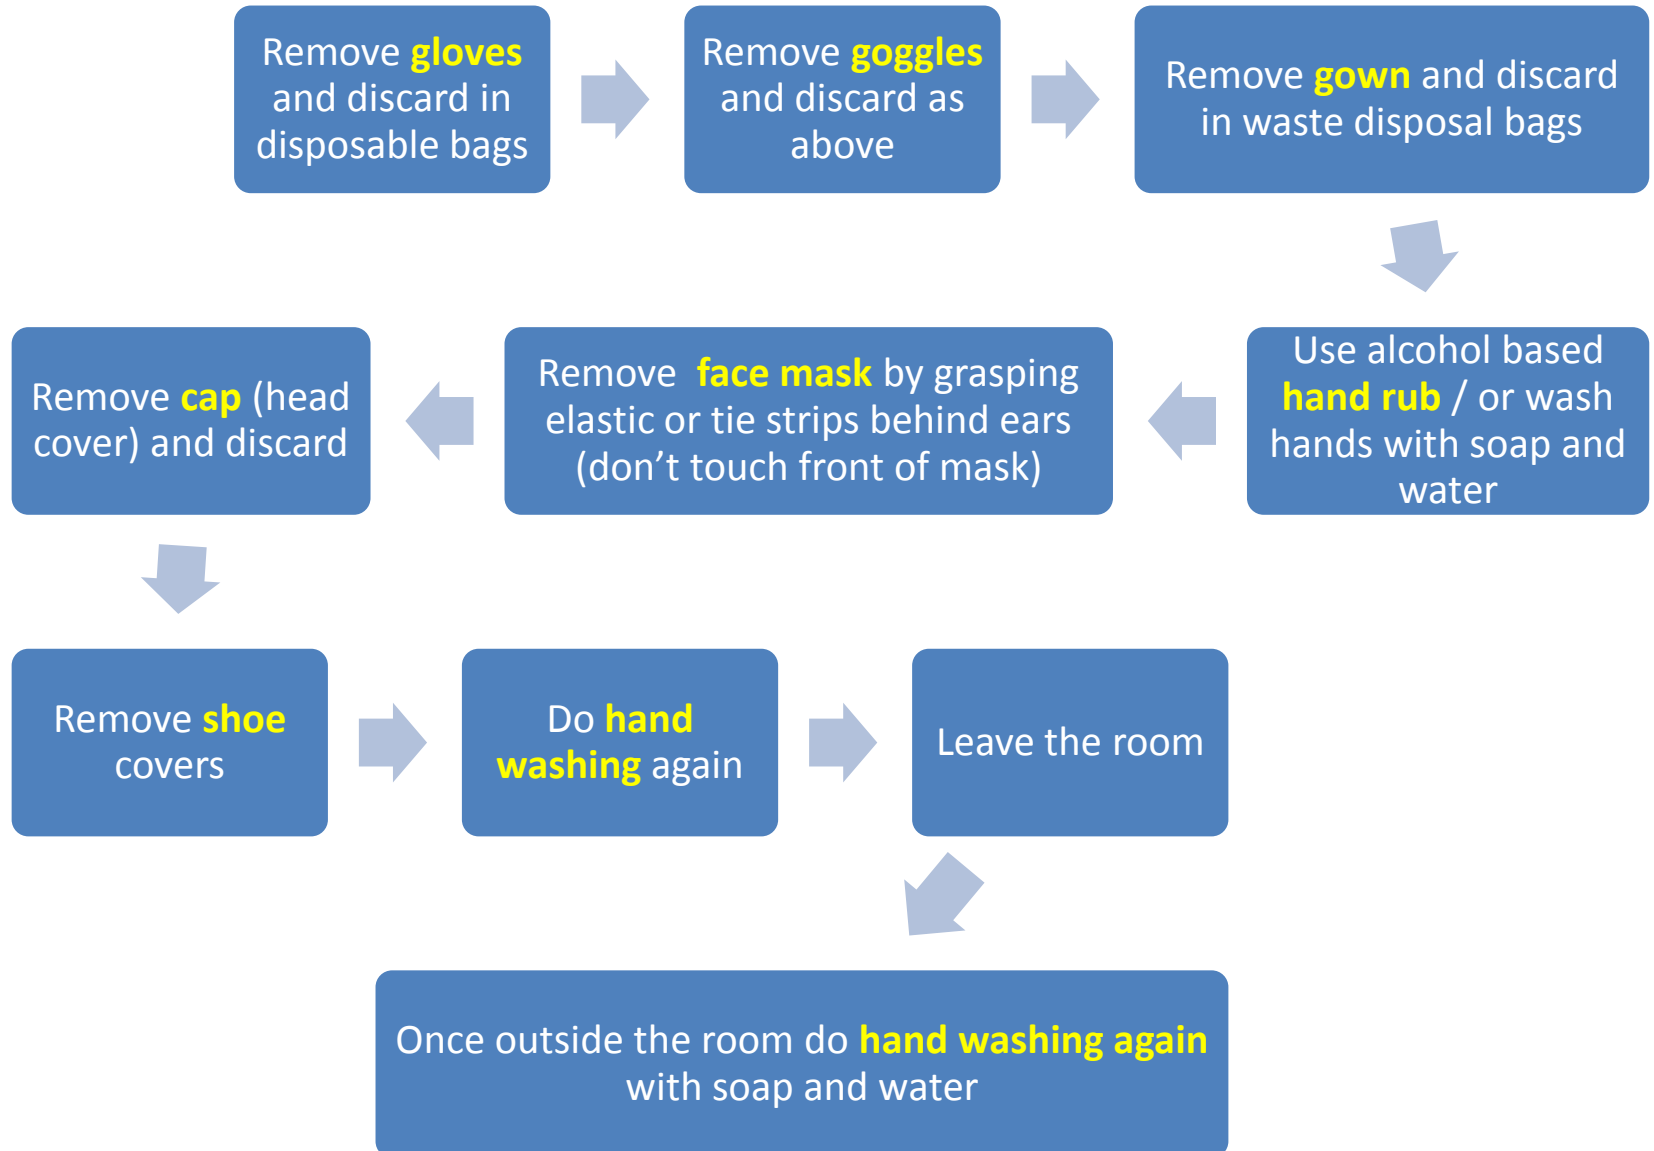 Remove gloves
and discard in
disposable bags
Remove goggles
and discard as
above
Remove gown and discard
in waste disposal bags
Use alcohol based
hand rub / or wash
hands with soap and
water
Remove  face mask by grasping
elastic or tie strips behind ears
(don’t touch front of mask)
Remove cap (head
cover) and discard
Remove shoe
covers
Do hand
washing again
Leave the room
Once outside the room do hand washing again
with soap and water